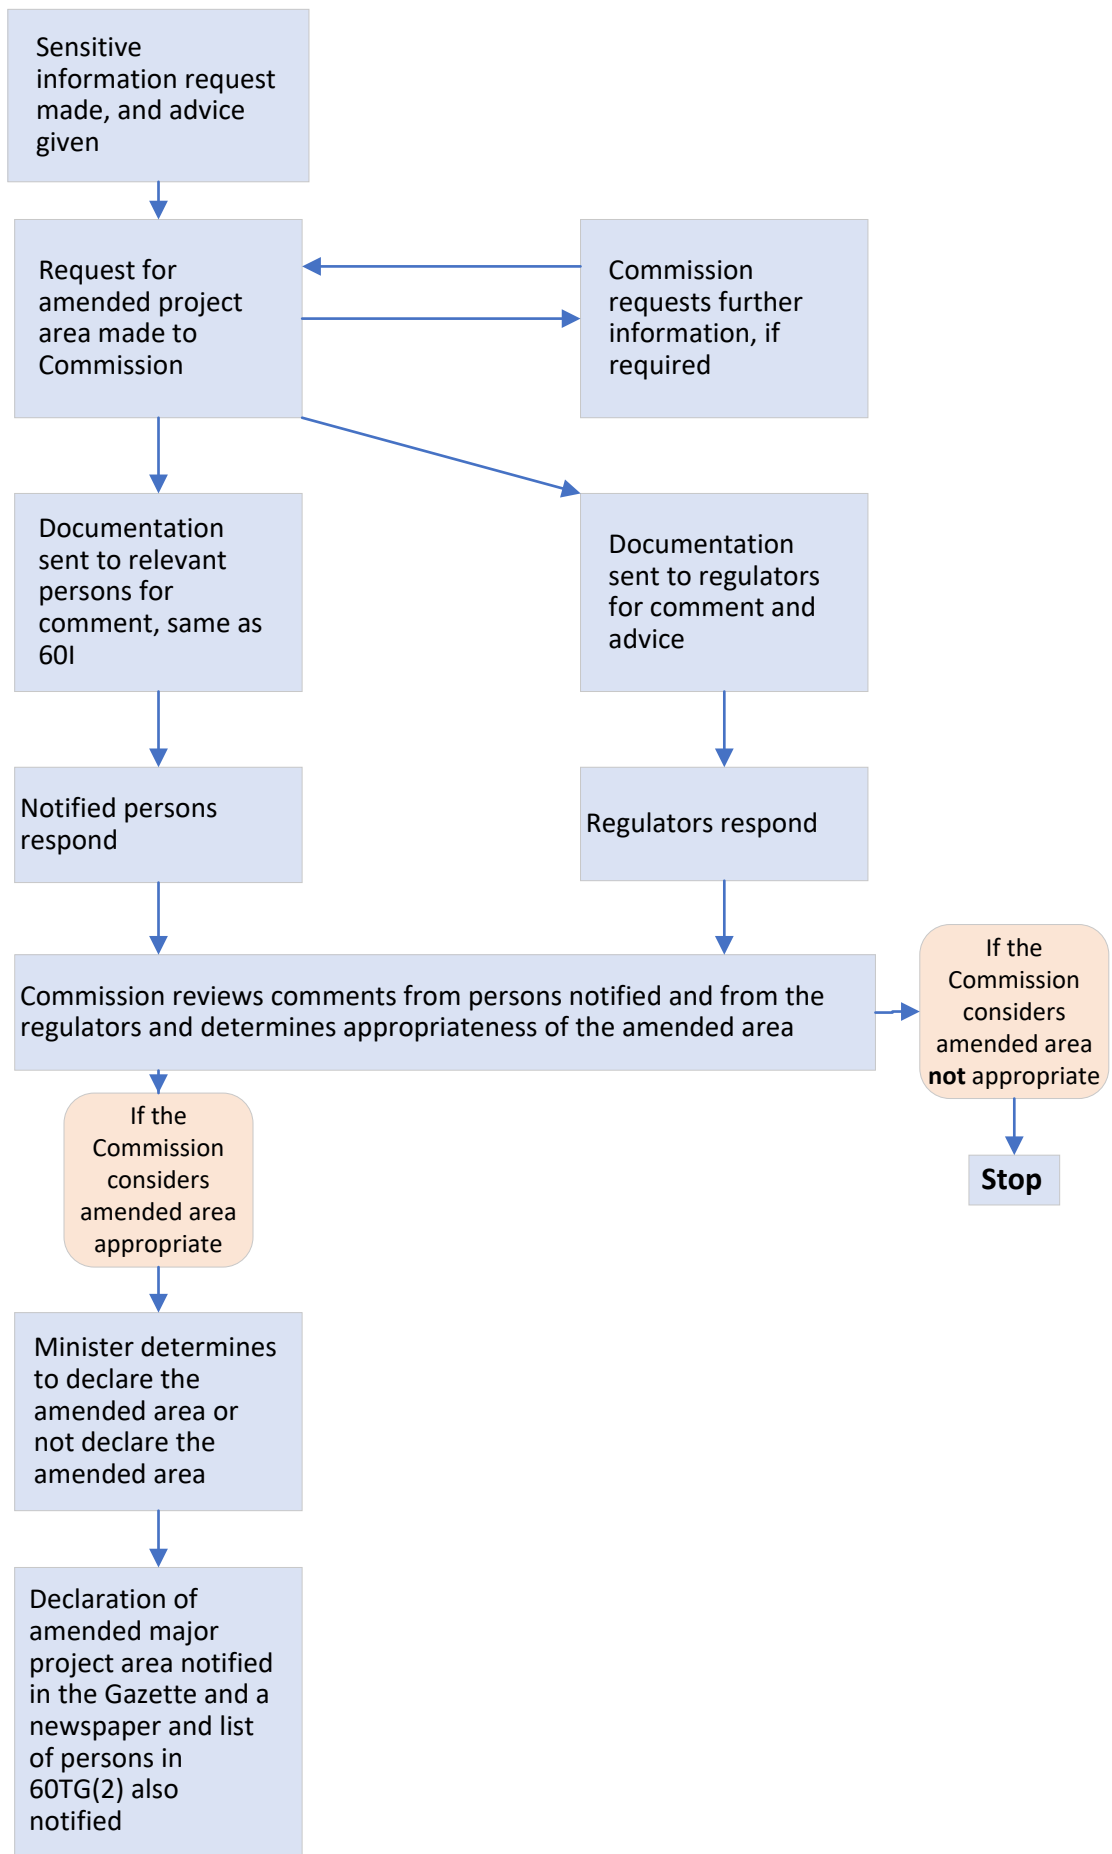 Sensitive
information request
made, and advice
given
Request for
amended project
area made to
Commission
Commission
requests further
information, if
required
Documentation
sent to relevant
persons for
comment, same as
60I
Documentation
sent to regulators
for comment and
advice
Notified persons
respond
Regulators respond
Commission reviews comments from persons notified and from the
regulators and determines appropriateness of the amended area
If the
Commission
considers
amended area
not appropriate
Stop
If the
Commission
considers
amended area
appropriate
Minister determines
to declare the
amended area or
not declare the
amended area
Declaration of
amended major
project area notified
in the Gazette and a
newspaper and list
of persons in
60TG(2) also
notified